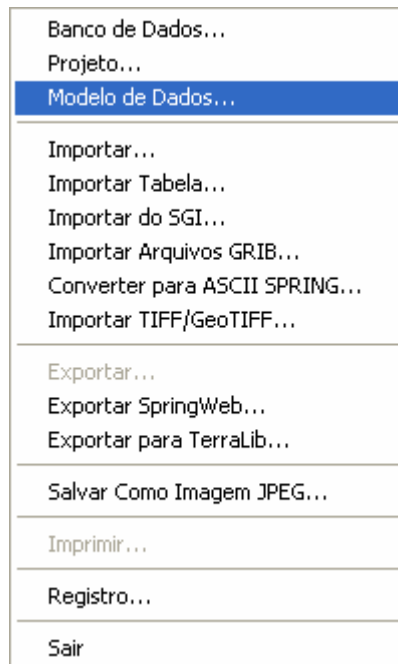 Banco de Dados...
Projeto...
Modelo de Dados...
Importar...
Importar Tabela...
Importar do SGI...
Importar Arquivos GRIB...
Converter para ASCII SPRING...
Importar TIFF/GeoTIFF...
Exportar...
Exportar SpringWeb...
Exportar para TerraLib...
Salvar Como Imagem JPEG...
Imprimir...
Registro...
Sair